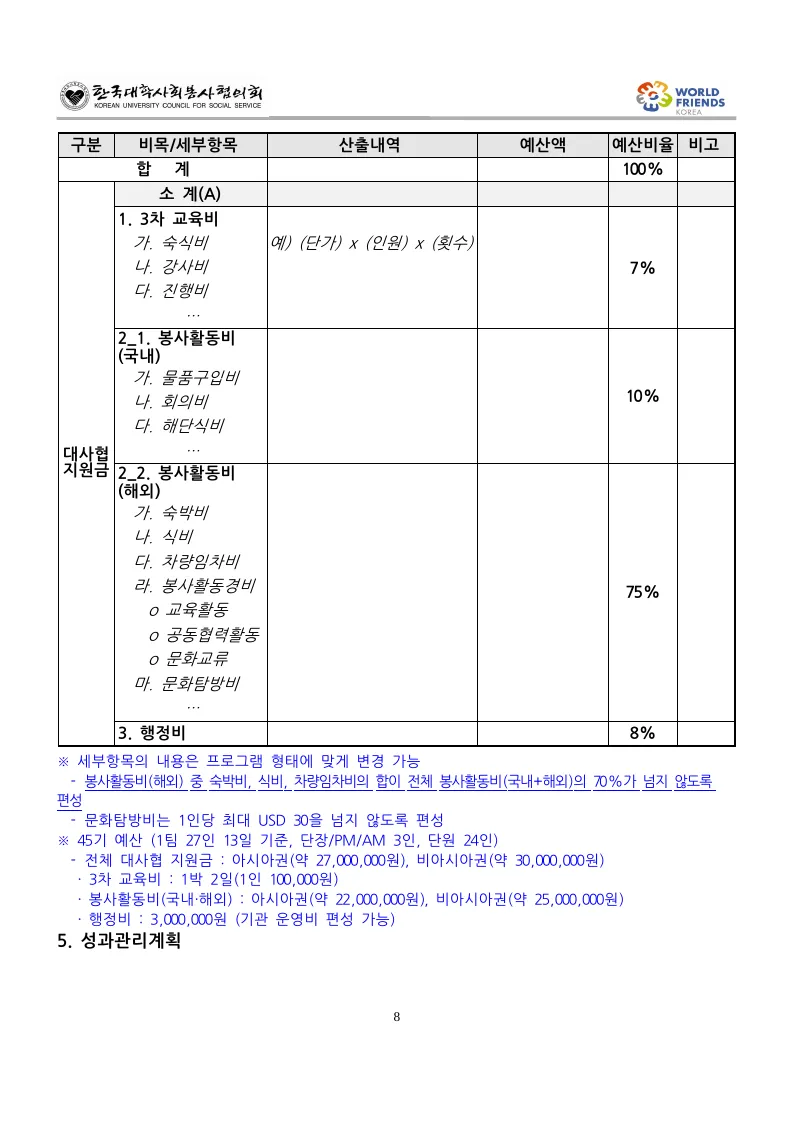 한국대학사회봉사협의회
KOREAN UNIVERSITY COUNCIL FOR SOCIAL SERVICE
WORLD
FRIENDS
KOREA
구분 비목/세부항목 산출내역 예산액 예산비율 비고
합 계 100%
소 계(A)
1. 3차 교육비
가. 숙식비 예) (단가) x (인원) x (횟수)
나. 강사비 7%
다. 진행비
…
2_1. 봉사활동비
(국내)
가. 물품구입비
나. 회의비 10%
다. 해단식비
…
대사협
지원금
2_2. 봉사활동비
(해외)
가. 숙박비
나. 식비
다. 차량임차비
라. 봉사활동경비 75%
o 교육활동
o 공동협력활동
o 문화교류
마. 문화탐방비
…
3. 행정비 8%
※ 세부항목의 내용은 프로그램 형태에 맞게 변경 가능
- 봉사활동비(해외) 중 숙박비, 식비, 차량임차비의 합이 전체 봉사활동비(국내+해외)의 70%가 넘지 않도록
편성
- 문화탐방비는 1인당 최대 USD 30을 넘지 않도록 편성
※ 45기 예산 (1팀 27인 13일 기준, 단장/PM/AM 3인, 단원 24인)
- 전체 대사협 지원금 : 아시아권(약 27,000,000원), 비아시아권(약 30,000,000원)
· 3차 교육비 : 1박 2일(1인 100,000원)
· 봉사활동비(국내·해외) : 아시아권(약 22,000,000원), 비아시아권(약 25,000,000원)
· 행정비 : 3,000,000원 (기관 운영비 편성 가능)
5. 성과관리계획
8